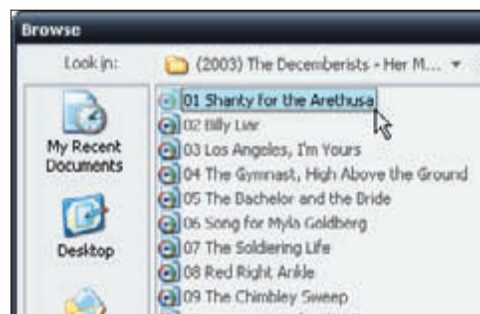 Browse
Look in: (2003) The Decemberists - Her M...
My Recent
Documents
Desktop
01 Shanty for the Arethusa
02 Billy Liar
03 Los Angeles, I'm Yours
04 The Gymnast, High Above the Ground
05 The Bachelor and the Bride
06 Song for Myla Goldberg
07 The Soldiering Life
08 Red Right Ankle
09 The Chimbley Sweep